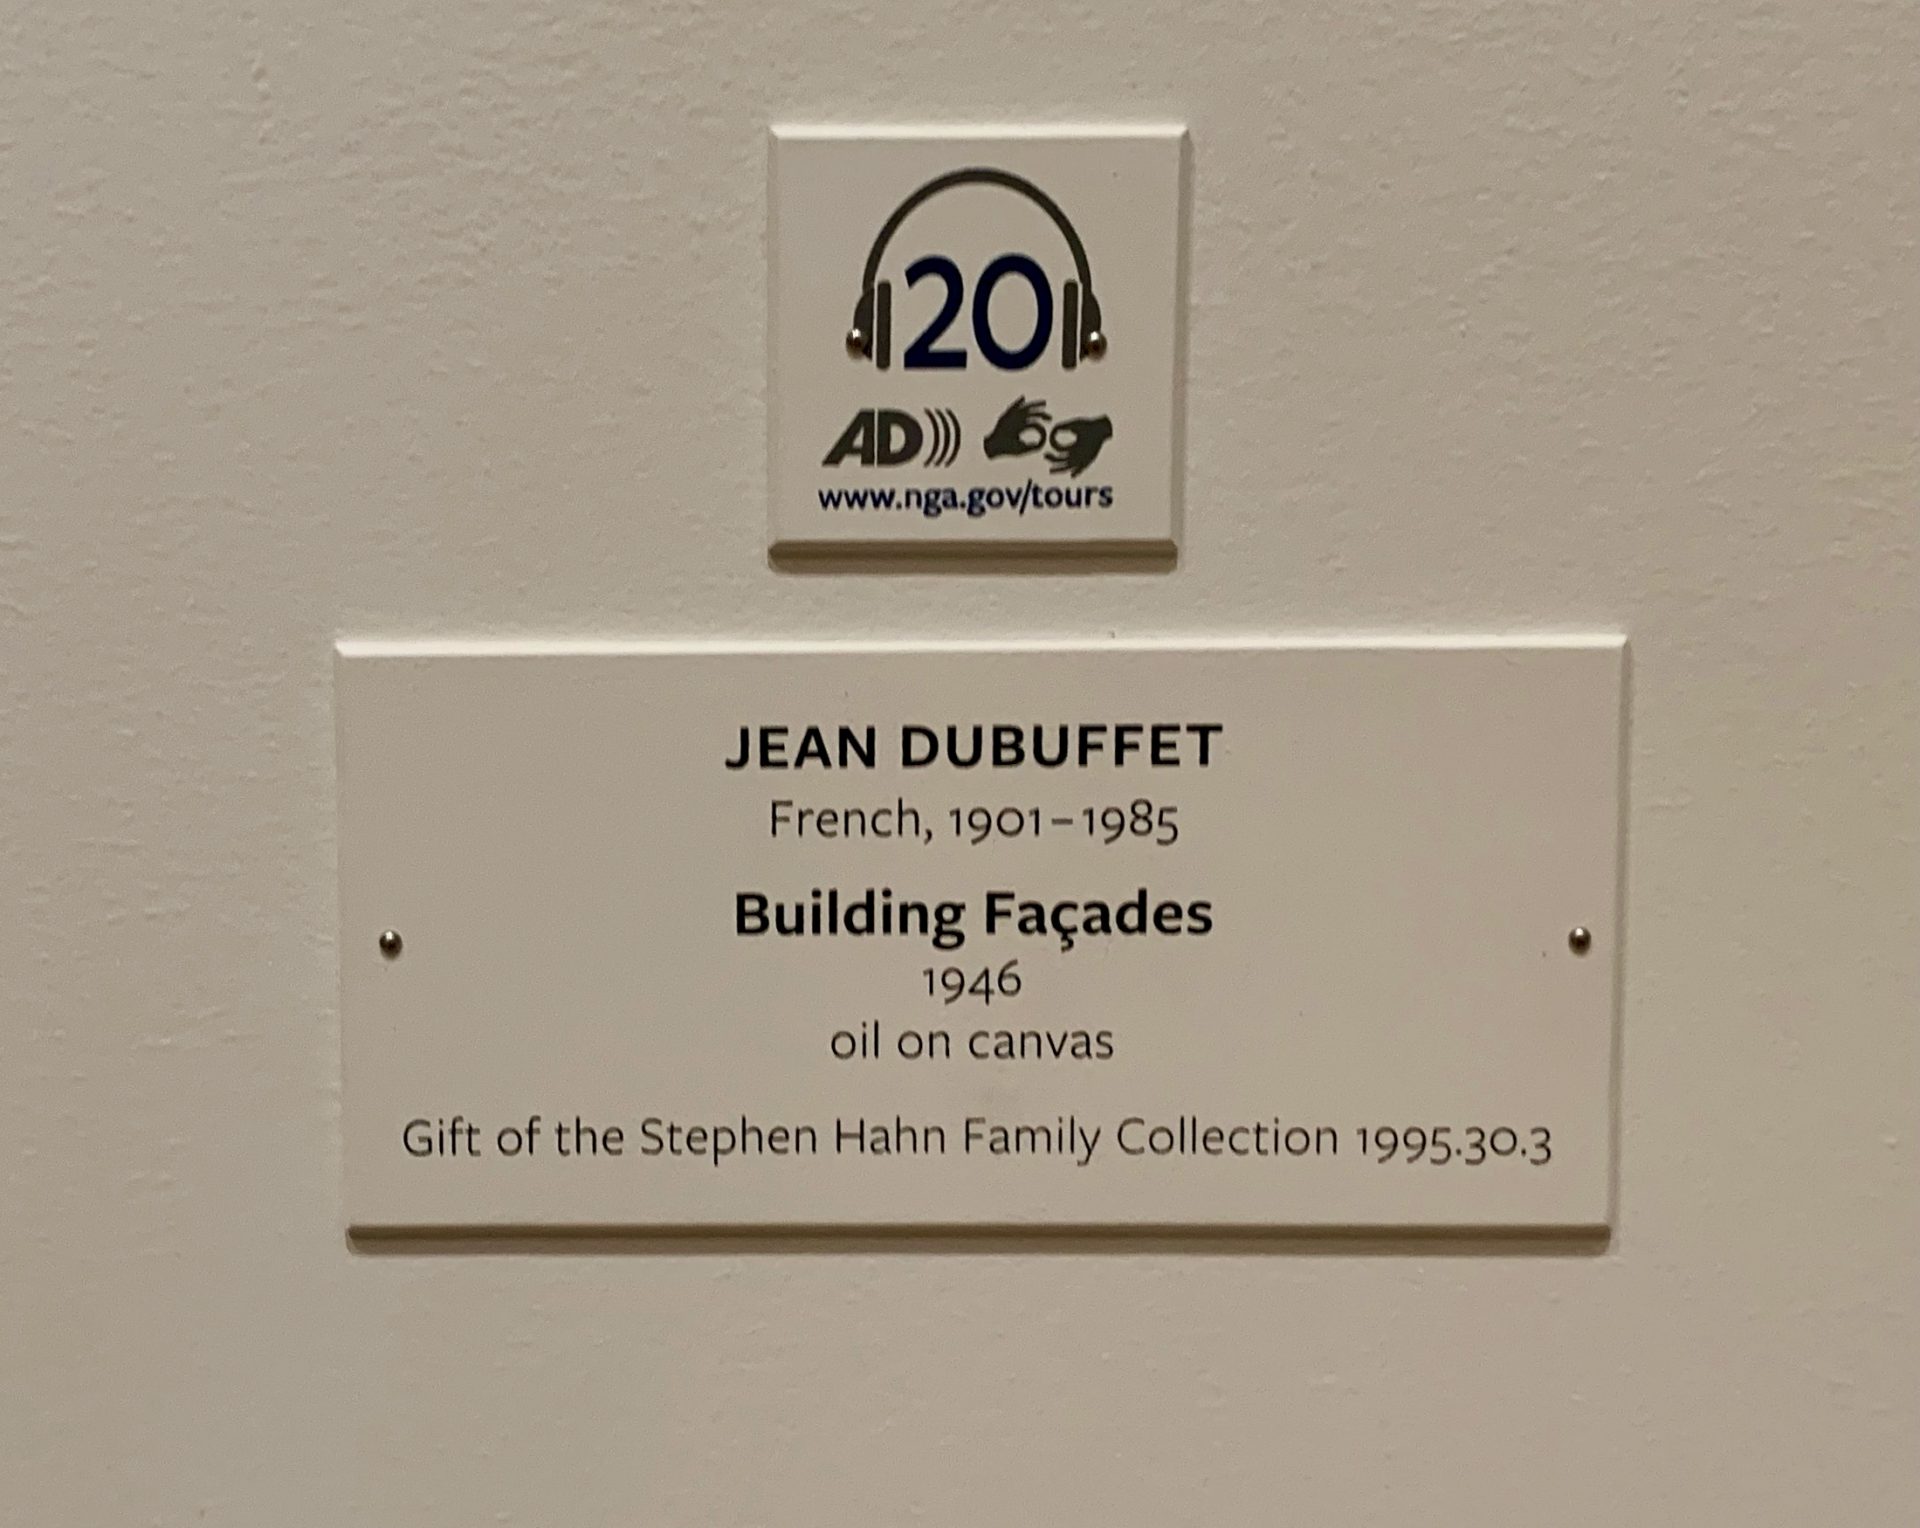 20
AD)))
www.nga.gov/tours
JEAN DUBUFFET
French, 1901–1985
Building Façades
1946
oil on canvas
Gift of the Stephen Hahn Family Collection 1995.30.3